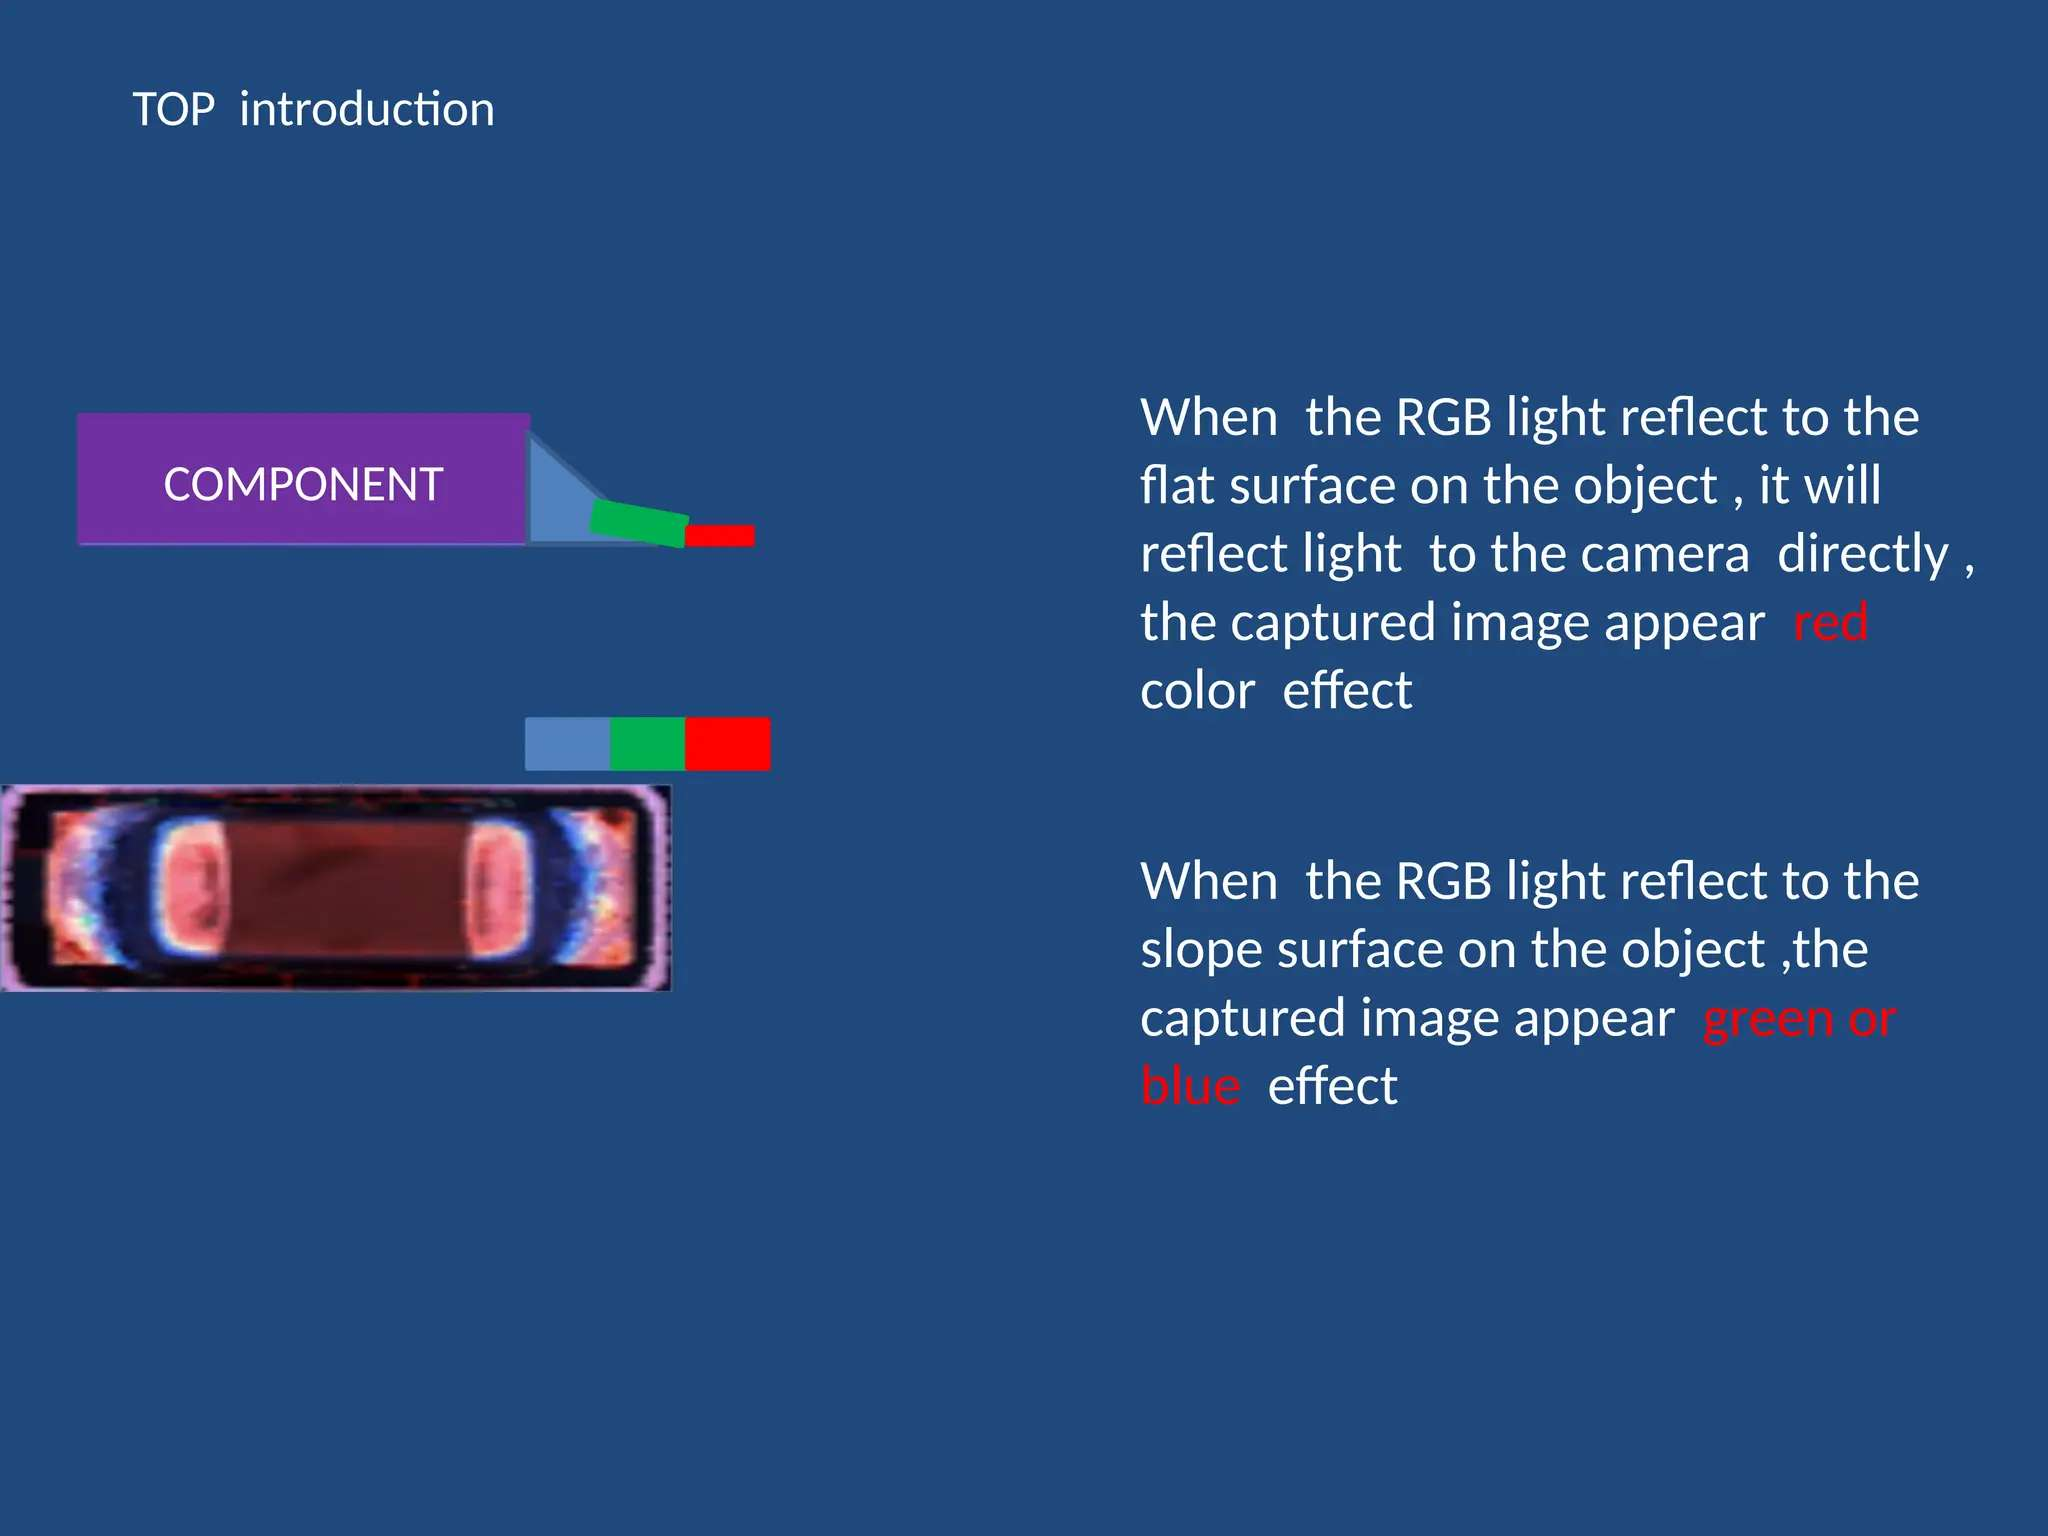 TOP  introduction
COMPONENT
When  the RGB light reflect to the
flat surface on the object , it will
reflect light  to the camera  directly ,
the captured image appear  red
color  effect
When  the RGB light reflect to the
slope surface on the object ,the
captured image appear  green or
blue  effect